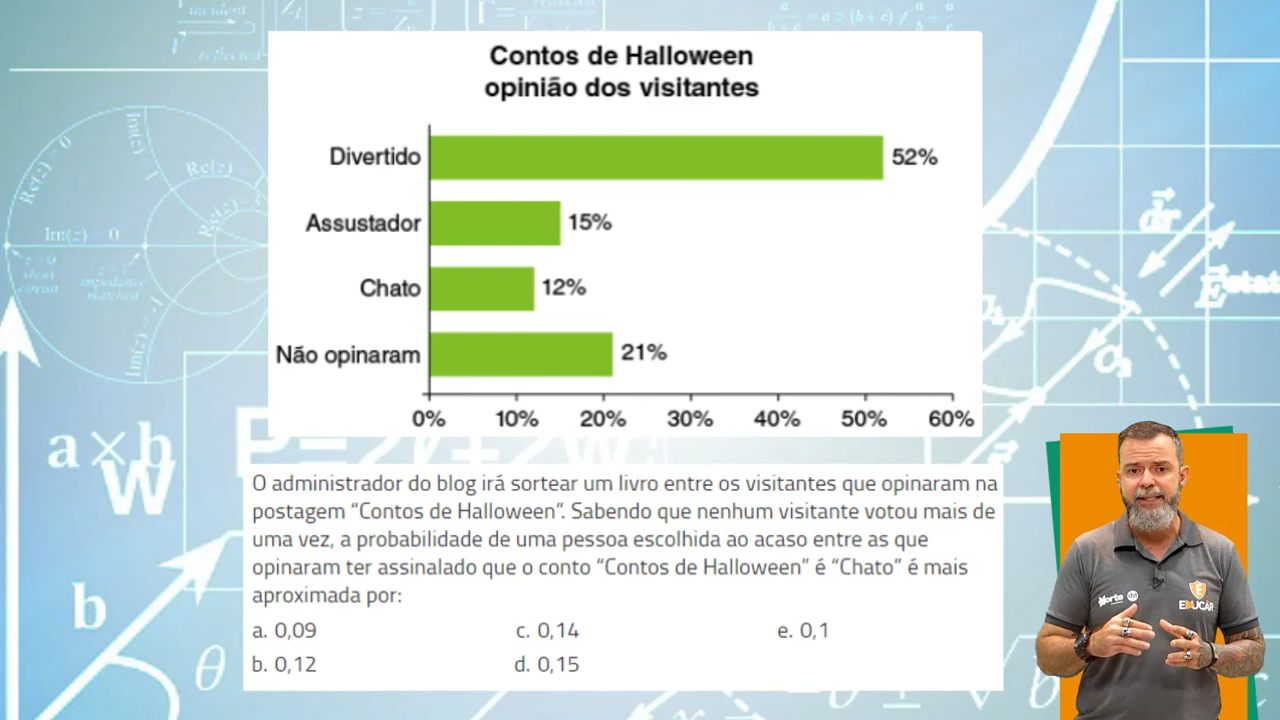 Contos de Halloween
opinião dos visitantes
Divertido
52%
Assustador
15%
Chato
12%
Não opinaram
21%
0% 10% 20% 30% 40% 50% 60%
O administrador do blog irá sortear um livro entre os visitantes que opinaram na
postagem “Contos de Halloween”. Sabendo que nenhum visitante votou mais de
uma vez, a probabilidade de uma pessoa escolhida ao acaso entre as que
opinaram ter assinalado que o conto “Contos de Halloween” é “Chato” é mais
aproximada por:
a. 0,09
c. 0,14
e. 0,1
b. 0,12
d. 0,15
a×b
W
b
θ
Im(z) = 0
Norte
EDUCAR